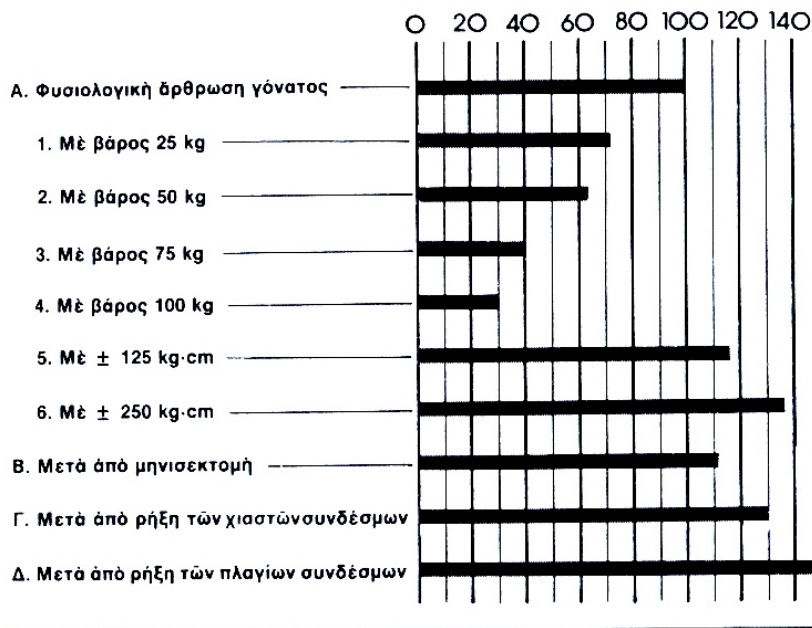 0 20 40 60 80 100 120 140
Α. Φυσιολογικὴ ἄρθρωση γόνατος
1. Μὲ βάρος 25 kg
2. Μὲ βάρος 50 kg
3. Μὲ βάρος 75 kg
4. Μὲ βάρος 100 kg
5. Μὲ ± 125 kg·cm
6. Μὲ ± 250 kg·cm
Β. Μετὰ ἀπὸ μηνισεκτομή
Γ. Μετὰ ἀπὸ ρήξη τῶν χιαστῶν συνδέσμων
Δ. Μετὰ ἀπὸ ρήξη τῶν πλαγίων συνδέσμων